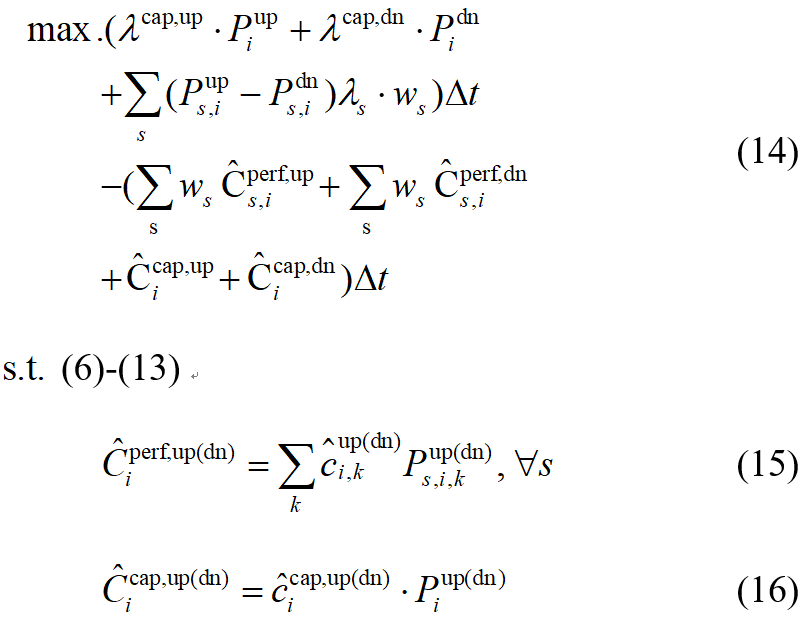 max.(λ^{cap,up} · P_i^{up} + λ^{cap,dn} · P_i^{dn}
+∑_s (P_{s,i}^{up} − P_{s,i}^{dn})λ_s · w_s)Δt
(14)
−(∑_s w_s Ĉ_{s,i}^{perf,up} + ∑_s w_s Ĉ_{s,i}^{perf,dn}
+Ĉ_i^{cap,up} + Ĉ_i^{cap,dn})Δt
s.t. (6)-(13) ↵
Ĉ_i^{perf,up(dn)} = ∑_k ĉ_{i,k}^{up(dn)} P_{s,i,k}^{up(dn)}, ∀s (15)
Ĉ_i^{cap,up(dn)} = ĉ_i^{cap,up(dn)} · P_i^{up(dn)} (16)